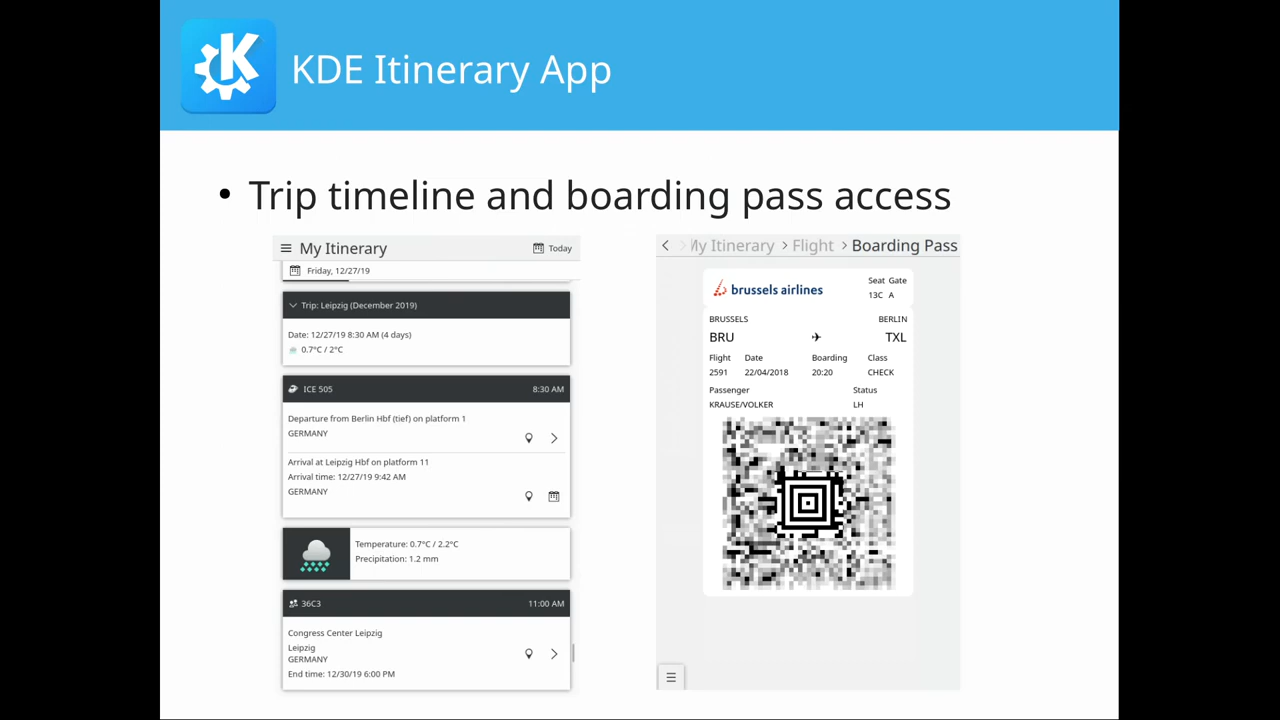 KDE Itinerary App
• Trip timeline and boarding pass access
My Itinerary
Today
Friday, 12/27/19
Trip: Leipzig (December 2019)
Date: 12/27/19 8:30 AM (4 days)
0.7°C / 2°C
ICE 505 8:30 AM
Departure from Berlin Hbf (tief) on platform 1
GERMANY
Arrival at Leipzig Hbf on platform 11
Arrival time: 12/27/19 9:42 AM
GERMANY
Temperature: 0.7°C / 2.2°C
Precipitation: 1.2 mm
36C3 11:00 AM
Congress Center Leipzig
Leipzig
GERMANY
End time: 12/30/19 6:00 PM
My Itinerary > Flight > Boarding Pass
brussels airlines
Seat Gate
13C A
BRUSSELS BERLIN
BRU ✈ TXL
Flight Date Boarding Class
2591 22/04/2018 20:20 CHECK
Passenger Status
KRAUSE/VOLKER LH